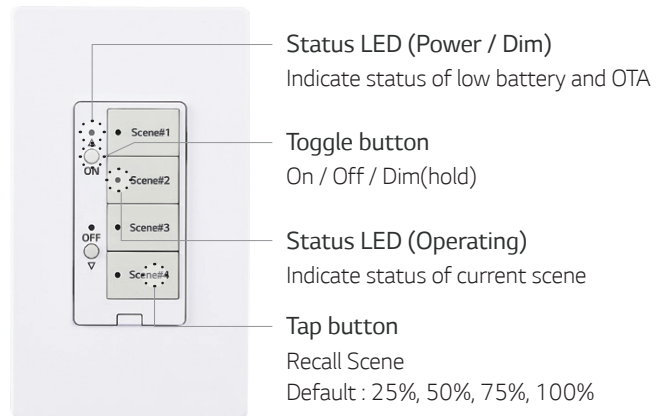 Status LED (Power / Dim)
Indicate status of low battery and OTA
Scene#1
ON
Toggle button
On / Off / Dim(hold)
Scene#2
Status LED (Operating)
Indicate status of current scene
Scene#3
OFF
Scene#4
Tap button
Recall Scene
Default : 25%, 50%, 75%, 100%